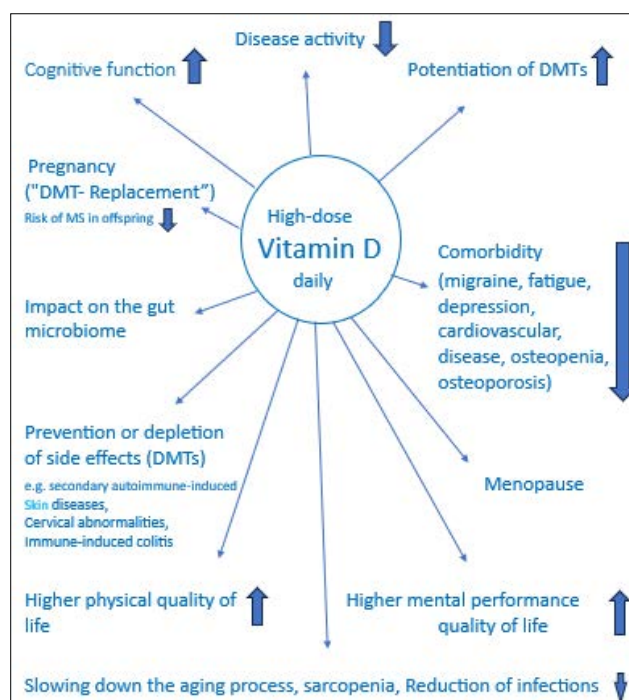 Disease activity
Cognitive function
Potentiation of DMTs
Pregnancy
("DMT- Replacement”)
Risk of MS in offspring
High-dose
Vitamin D
daily
Comorbidity
(migraine, fatigue,
depression,
cardiovascular,
disease, osteopenia,
osteoporosis)
Impact on the gut
microbiome
Prevention or depletion
of side effects (DMTs)
e.g. secondary autoimmune-induced
Skin diseases,
Cervical abnormalities,
Immune-induced colitis
Menopause
Higher physical quality of
life
Higher mental performance
quality of life
Slowing down the aging process, sarcopenia, Reduction of infections